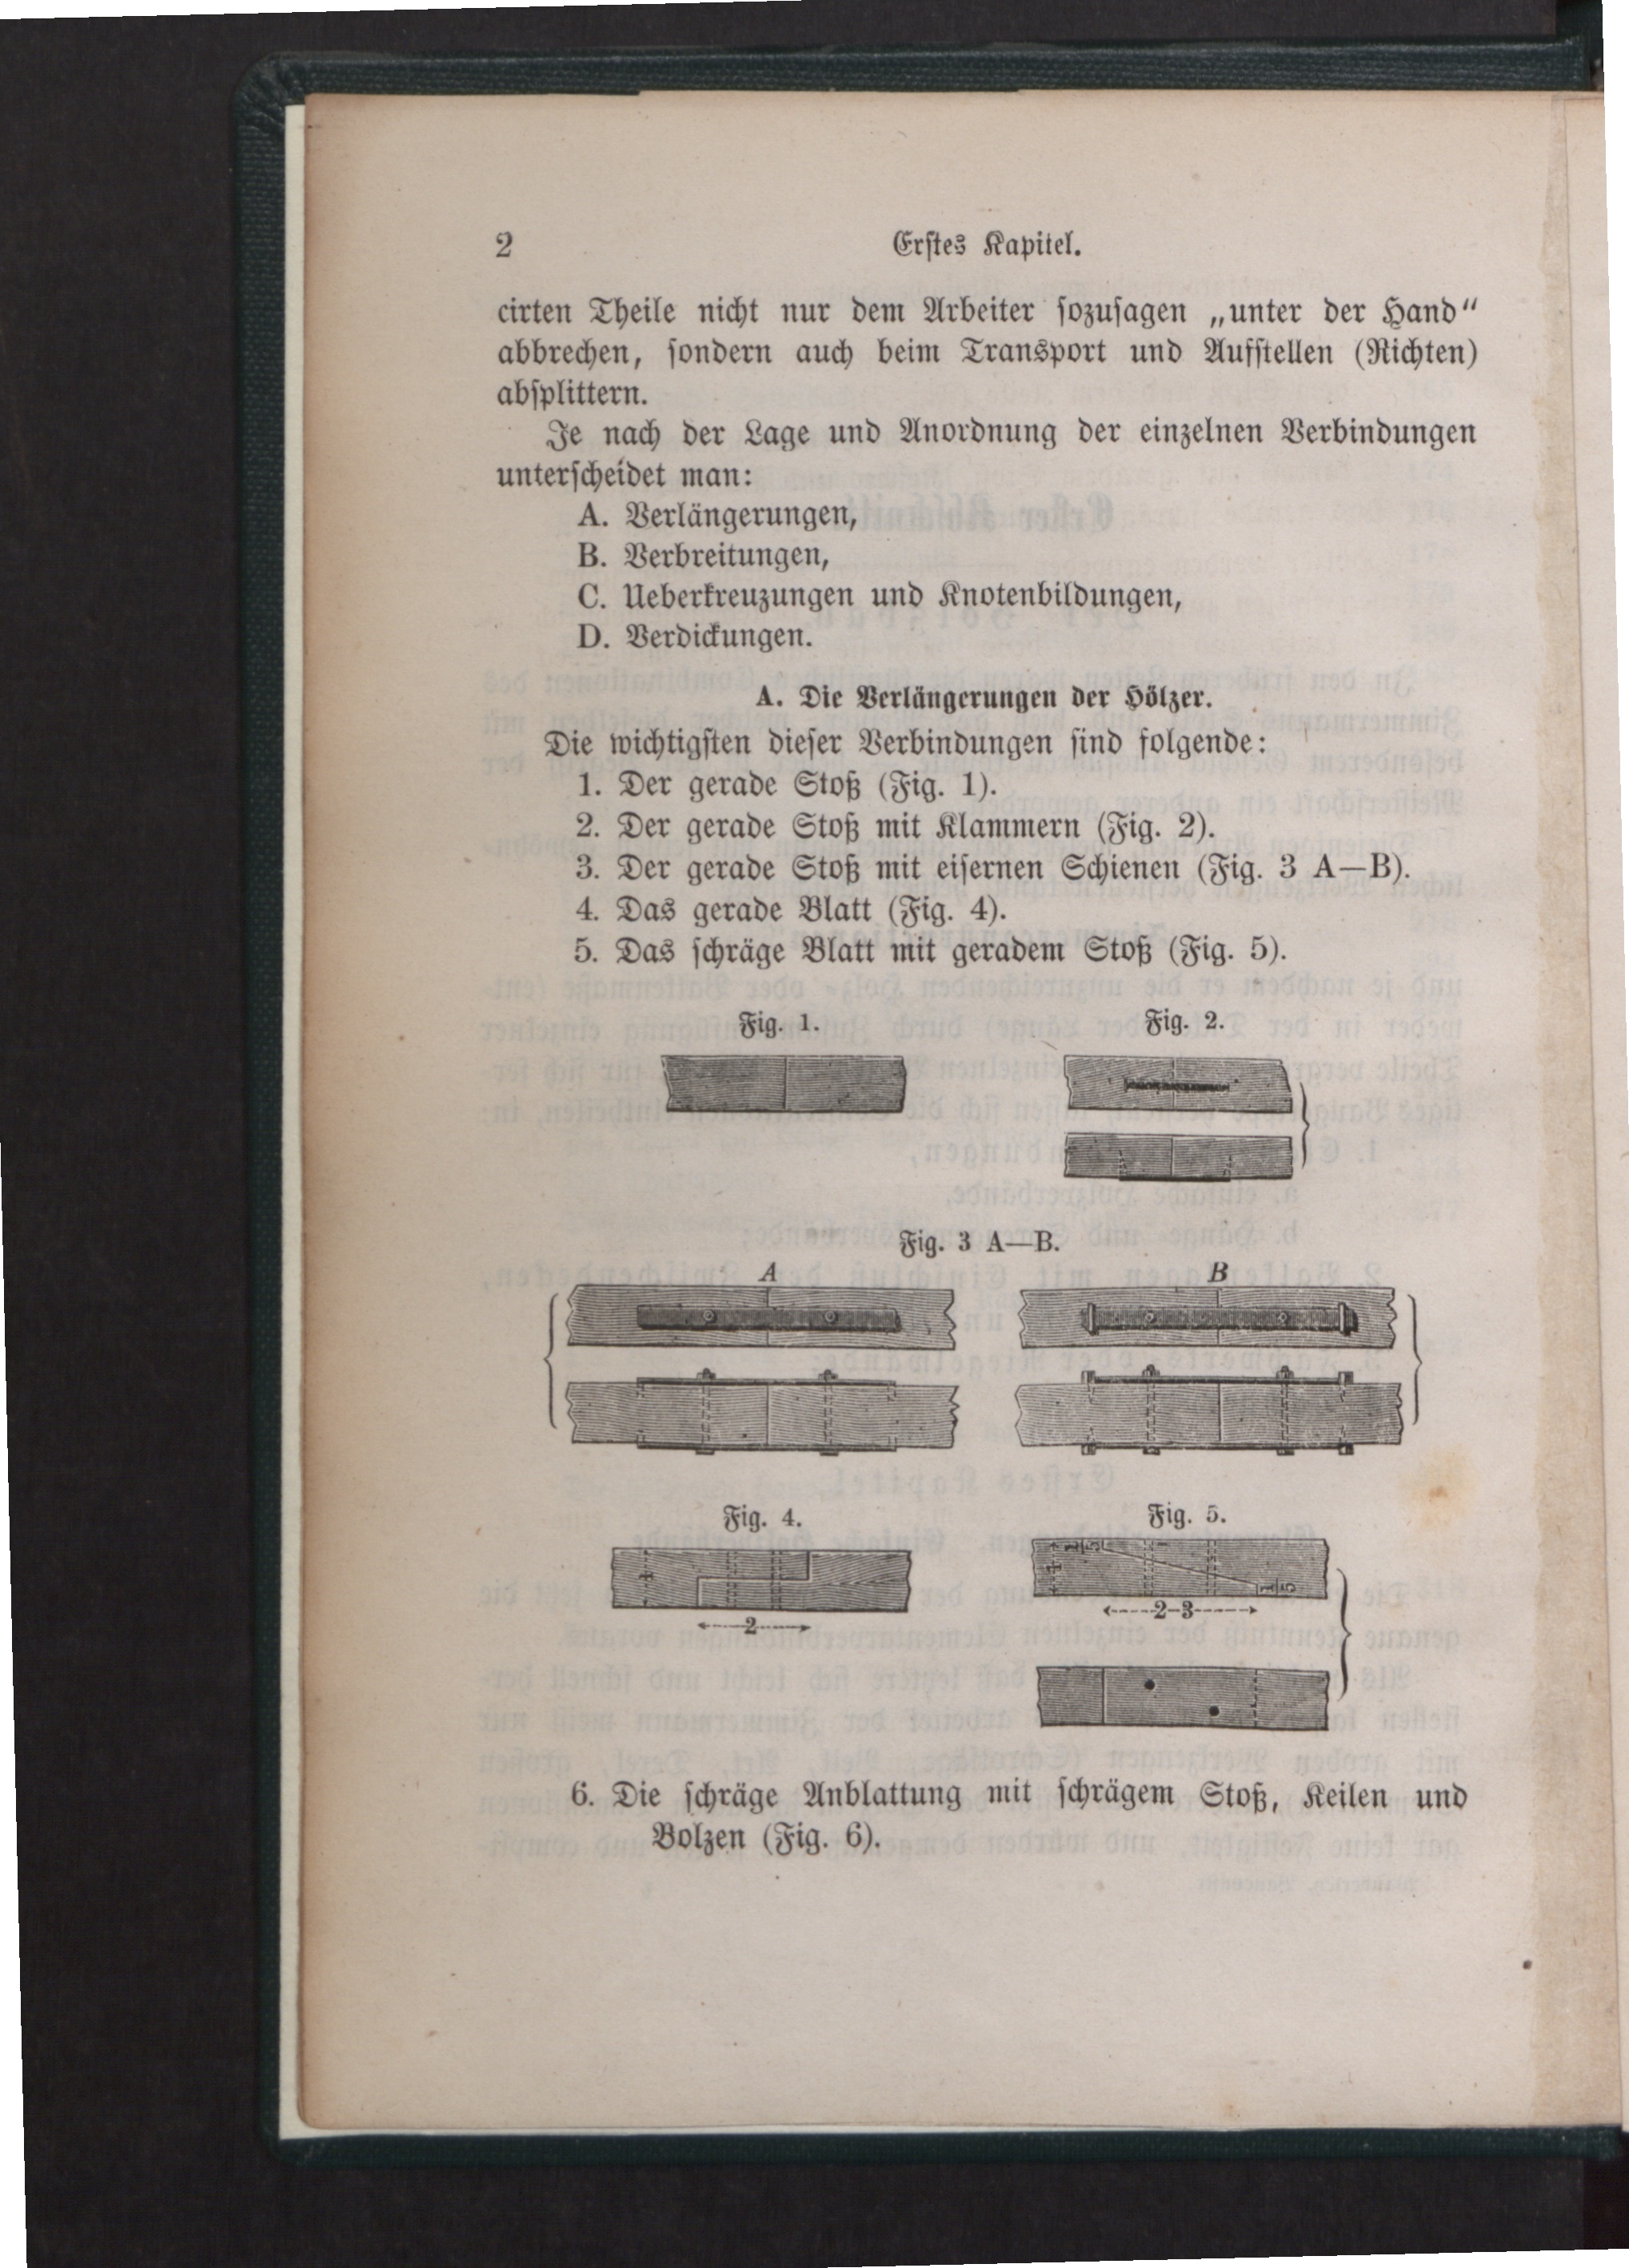 2
Erstes Kapitel.
cirten Theile nicht nur dem Arbeiter sozusagen „unter der Hand“
abbrechen, sondern auch beim Transport und Aufstellen (Richten)
absplittern.
Je nach der Lage und Anordnung der einzelnen Verbindungen
unterscheidet man:
A. Verlängerungen,
B. Verbreitungen,
C. Ueberkreuzungen und Knotenbildungen,
D. Verdickungen.
A. Die Verlängerungen der Hölzer.
Die wichtigsten dieser Verbindungen sind folgende:
1. Der gerade Stoß (Fig. 1).
2. Der gerade Stoß mit Klammern (Fig. 2).
3. Der gerade Stoß mit eisernen Schienen (Fig. 3 A—B).
4. Das gerade Blatt (Fig. 4).
5. Das schräge Blatt mit geradem Stoß (Fig. 5).
Fig. 1.
Fig. 2.
Fig. 3 A—B.
A
B
Fig. 4.
Fig. 5.
2
2-3
6. Die schräge Anblattung mit schrägem Stoß, Keilen und
Bolzen (Fig. 6).